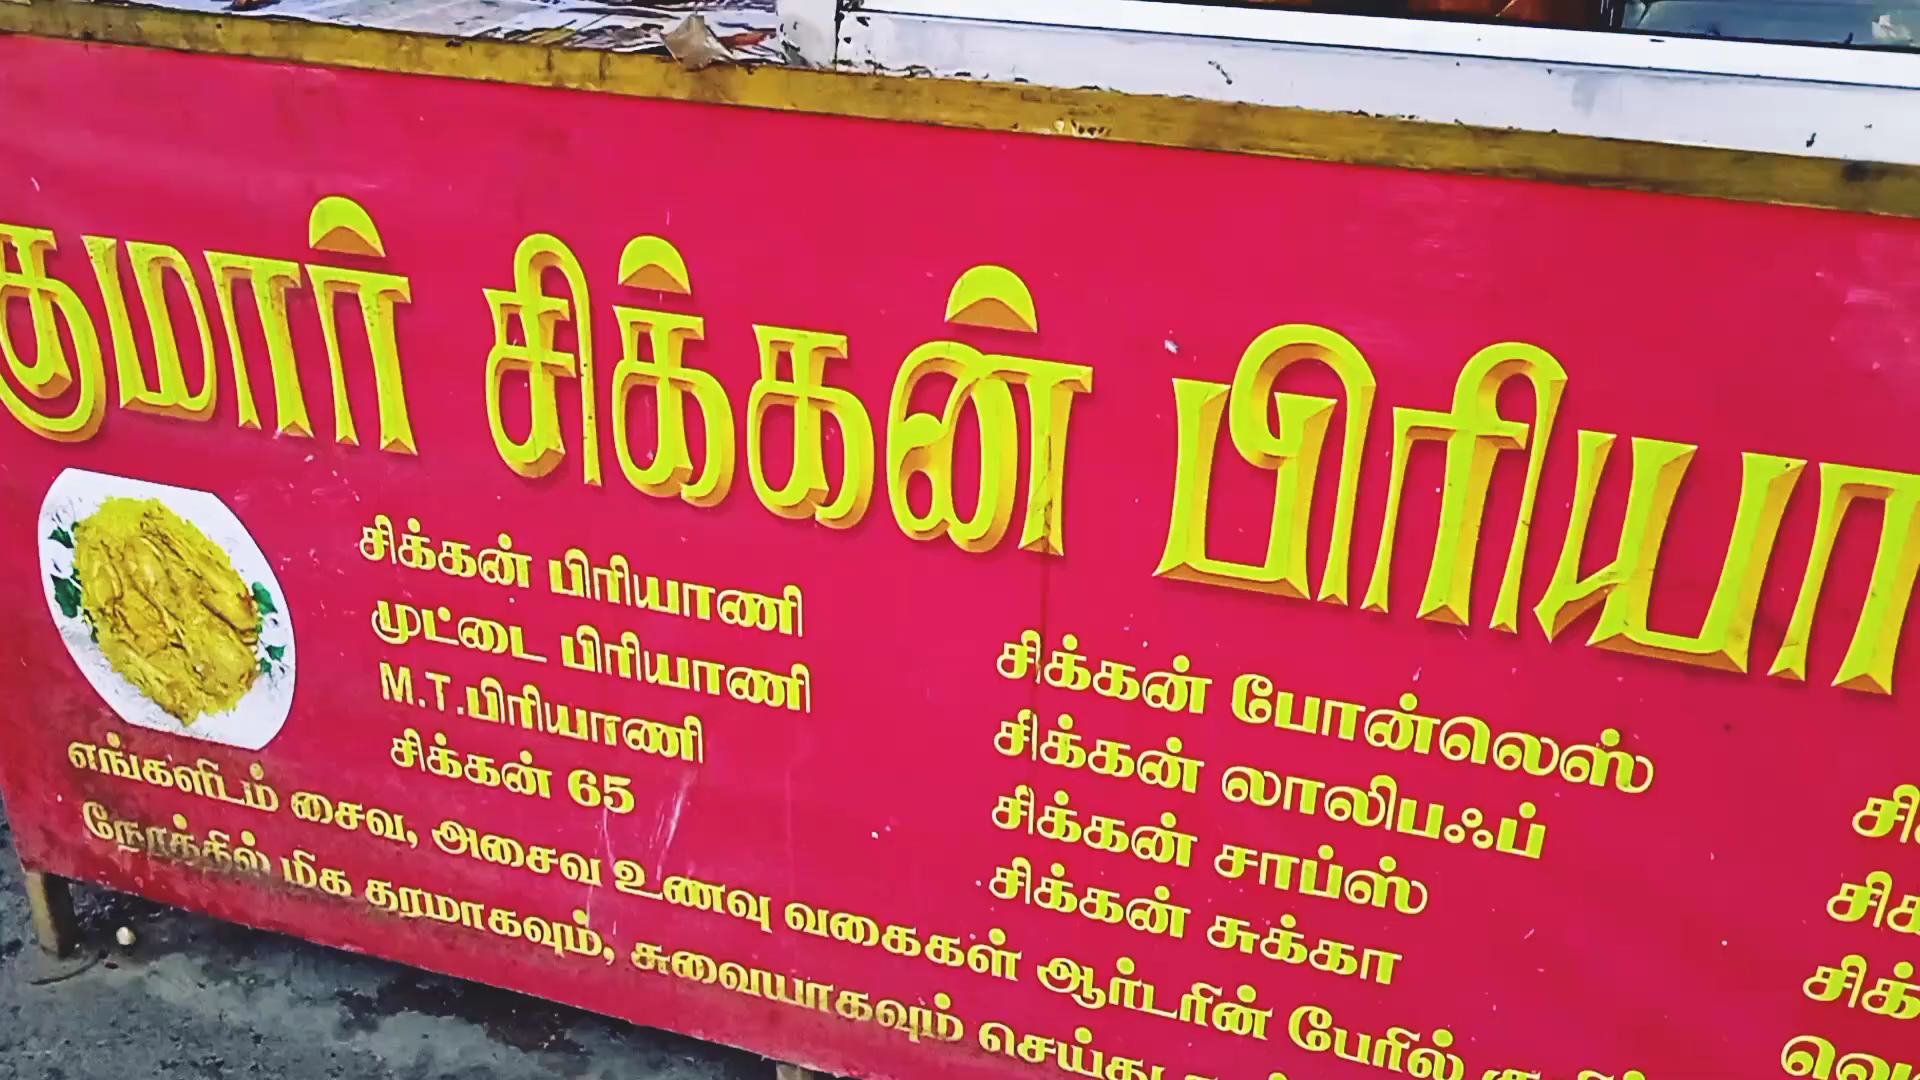 குமார் சிக்கன் பிரியா
சிக்கன் பிரியாணி
முட்டை பிரியாணி
M.T.பிரியாணி
சிக்கன் 65
சிக்கன் போன்லெஸ்
சிக்கன் லாலிபஃப்
சிக்கன் சாப்ஸ்
சிக்கன் சுக்கா
எங்களிடம் சைவ, அசைவ உணவு வகைகள் ஆர்டரின் பேரில்
நேரத்தில் மிக தரமாகவும், சுவையாகவும் செய்து